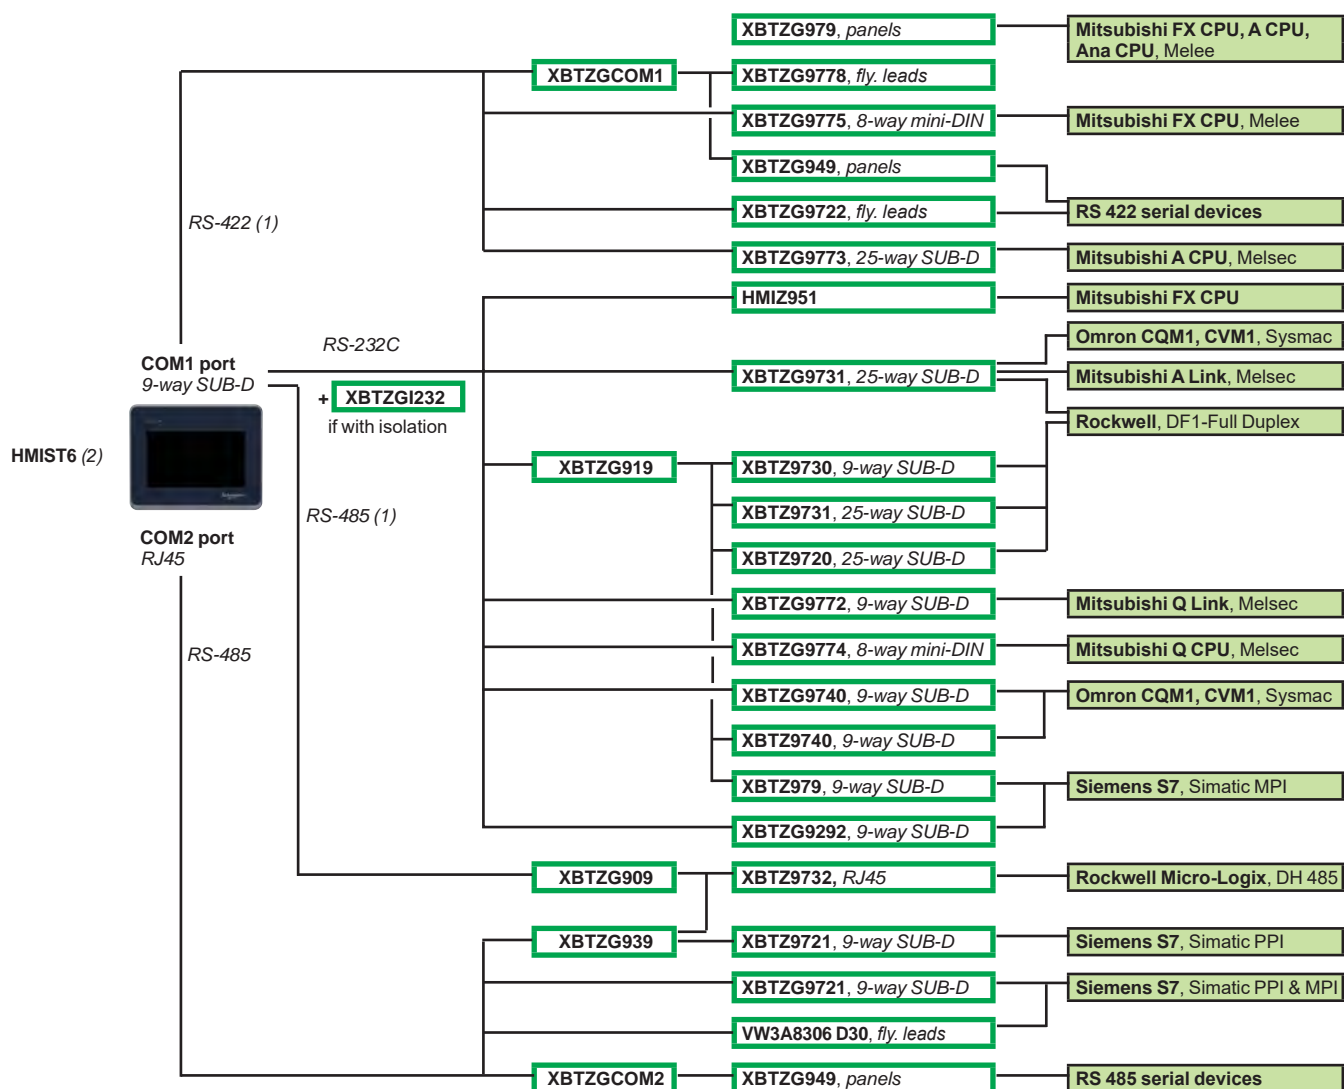 XBTZG979, panels
Mitsubishi FX CPU, A CPU,
Ana CPU, Melee
XBTZGCOM1
XBTZG9778, fly. leads
XBTZG9775, 8-way mini-DIN
Mitsubishi FX CPU, Melee
XBTZG949, panels
RS-422 (1)
XBTZG9722, fly. leads
RS 422 serial devices
XBTZG9773, 25-way SUB-D
Mitsubishi A CPU, Melsec
HMIZ951
Mitsubishi FX CPU
RS-232C
Omron CQM1, CVM1, Sysmac
COM1 port
9-way SUB-D
XBTZG9731, 25-way SUB-D
Mitsubishi A Link, Melsec
+ XBTZGI232
if with isolation
Rockwell, DF1-Full Duplex
HMIST6 (2)
XBTZG919
XBTZ9730, 9-way SUB-D
RS-485 (1)
XBTZ9731, 25-way SUB-D
COM2 port
RJ45
XBTZ9720, 25-way SUB-D
XBTZG9772, 9-way SUB-D
Mitsubishi Q Link, Melsec
RS-485
XBTZG9774, 8-way mini-DIN
Mitsubishi Q CPU, Melsec
XBTZG9740, 9-way SUB-D
Omron CQM1, CVM1, Sysmac
XBTZ9740, 9-way SUB-D
XBTZ979, 9-way SUB-D
Siemens S7, Simatic MPI
XBTZG9292, 9-way SUB-D
XBTZG909
XBTZ9732, RJ45
Rockwell Micro-Logix, DH 485
XBTZG939
XBTZ9721, 9-way SUB-D
Siemens S7, Simatic PPI
XBTZG9721, 9-way SUB-D
Siemens S7, Simatic PPI & MPI
VW3A8306 D30, fly. leads
XBTZGCOM2
XBTZG949, panels
RS 485 serial devices